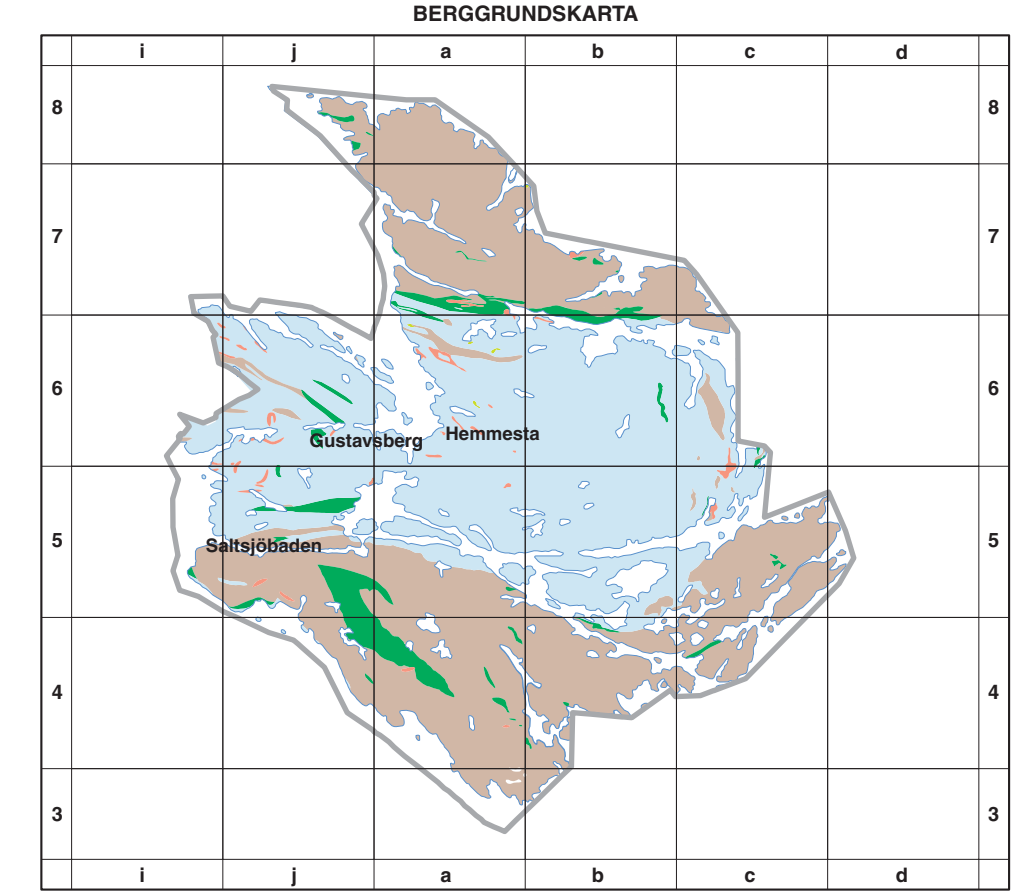 BERGGRUNDSKARTA
i j a b c d
8 8
7 7
6 6
Gustavsberg Hemmesta
5 5
Saltsjöbaden
4 4
3 3
i j a b c d